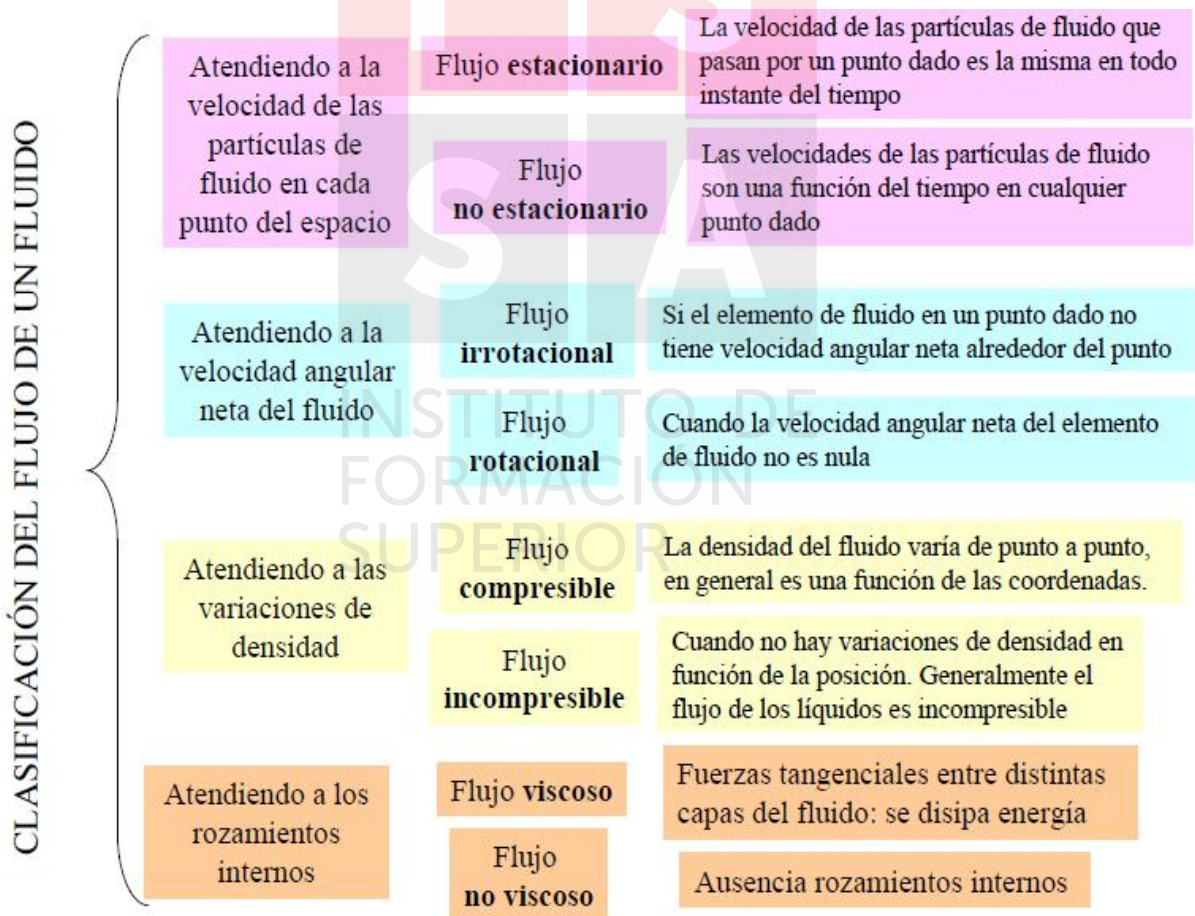 CLASIFICACIÓN DEL FLUJO DE UN FLUIDO
Atendiendo a la
velocidad de las
partículas de
fluido en cada
punto del espacio
Flujo estacionario
La velocidad de las partículas de fluido que
pasan por un punto dado es la misma en todo
instante del tiempo
Flujo
no estacionario
Las velocidades de las partículas de fluido
son una función del tiempo en cualquier
punto dado
Atendiendo a la
velocidad angular
neta del fluido
Flujo
irrotacional
Si el elemento de fluido en un punto dado no
tiene velocidad angular neta alrededor del punto
Flujo
rotacional
Cuando la velocidad angular neta del elemento
de fluido no es nula
Atendiendo a las
variaciones de
densidad
Flujo
compresible
La densidad del fluido varía de punto a punto,
en general es una función de las coordenadas.
Flujo
incompresible
Cuando no hay variaciones de densidad en
función de la posición. Generalmente el
flujo de los líquidos es incompresible
Atendiendo a los
rozamientos
internos
Flujo viscoso
Fuerzas tangenciales entre distintas
capas del fluido: se disipa energía
Flujo
no viscoso
Ausencia rozamientos internos
S
S A
INSTITUTO DE
FORMACIÓN
SUPERIOR